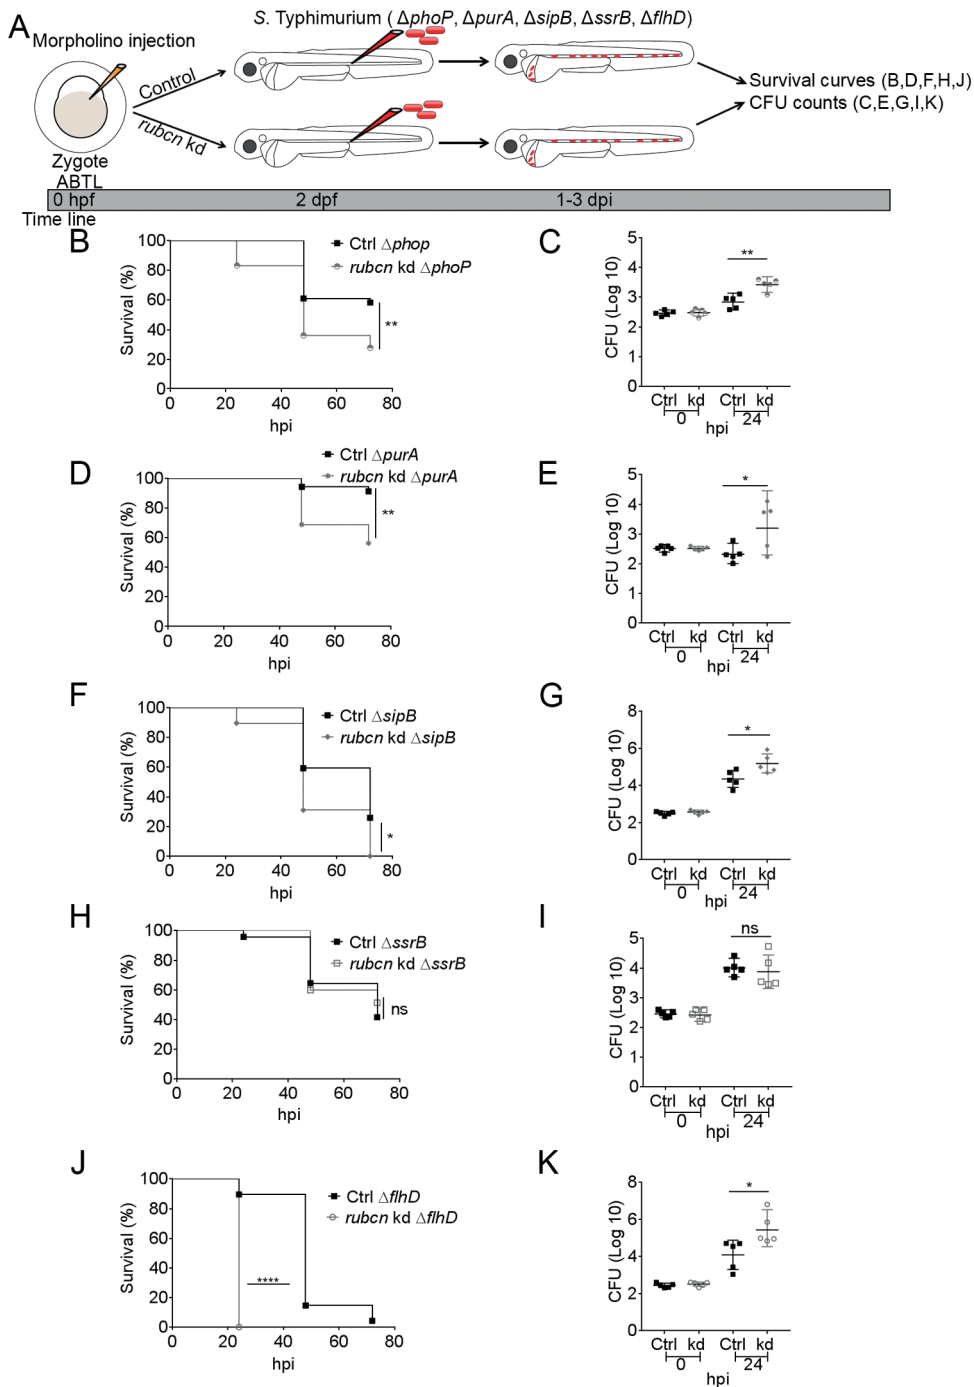 A
S. Typhimurium ( ΔphoP, ΔpurA, ΔsipB, ΔssrB, ΔflhD)
Morpholino injection
Control
rubcn kd
Survival curves (B,D,F,H,J)
CFU counts (C,E,G,I,K)
Zygote
ABTL
0 hpf 2 dpf 1-3 dpi
Time line
B
Ctrl Δphop
rubcn kd ΔphoP
Survival (%)
100
80
60
40
20
0
**
0 20 40 60 80
hpi
C
CFU (Log 10)
5
4
3
2
1
0
**
Ctrl kd Ctrl kd
0 24
hpi
D
Ctrl ΔpurA
rubcn kd ΔpurA
Survival (%)
100
80
60
40
20
0
**
0 20 40 60 80
hpi
E
CFU (Log 10)
5
4
3
2
1
0
*
Ctrl kd Ctrl kd
0 24
hpi
F
Ctrl ΔsipB
rubcn kd ΔsipB
Survival (%)
100
80
60
40
20
0
*
0 20 40 60 80
hpi
G
CFU (Log 10)
8
6
4
2
0
*
Ctrl kd Ctrl kd
0 24
hpi
H
Ctrl ΔssrB
rubcn kd ΔssrB
Survival (%)
100
80
60
40
20
0
ns
0 20 40 60 80
hpi
I
CFU (Log 10)
5
4
3
2
1
0
ns
Ctrl kd Ctrl kd
0 24
hpi
J
Ctrl ΔflhD
rubcn kd ΔflhD
Survival (%)
100
80
60
40
20
0
****
0 20 40 60 80
hpi
K
CFU (Log 10)
8
6
4
2
0
*
Ctrl kd Ctrl kd
0 24
hpi